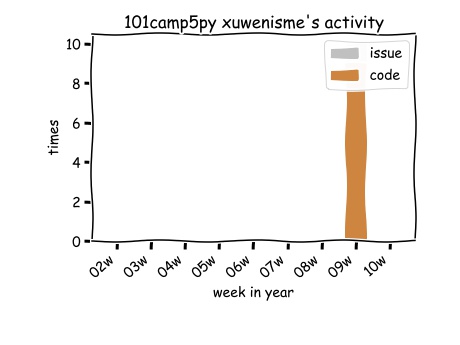 101camp5py xuwenisme's activity
issue
code
10
8
6
4
2
0
times
02w 03w 04w 05w 06w 07w 08w 09w 10w
week in year